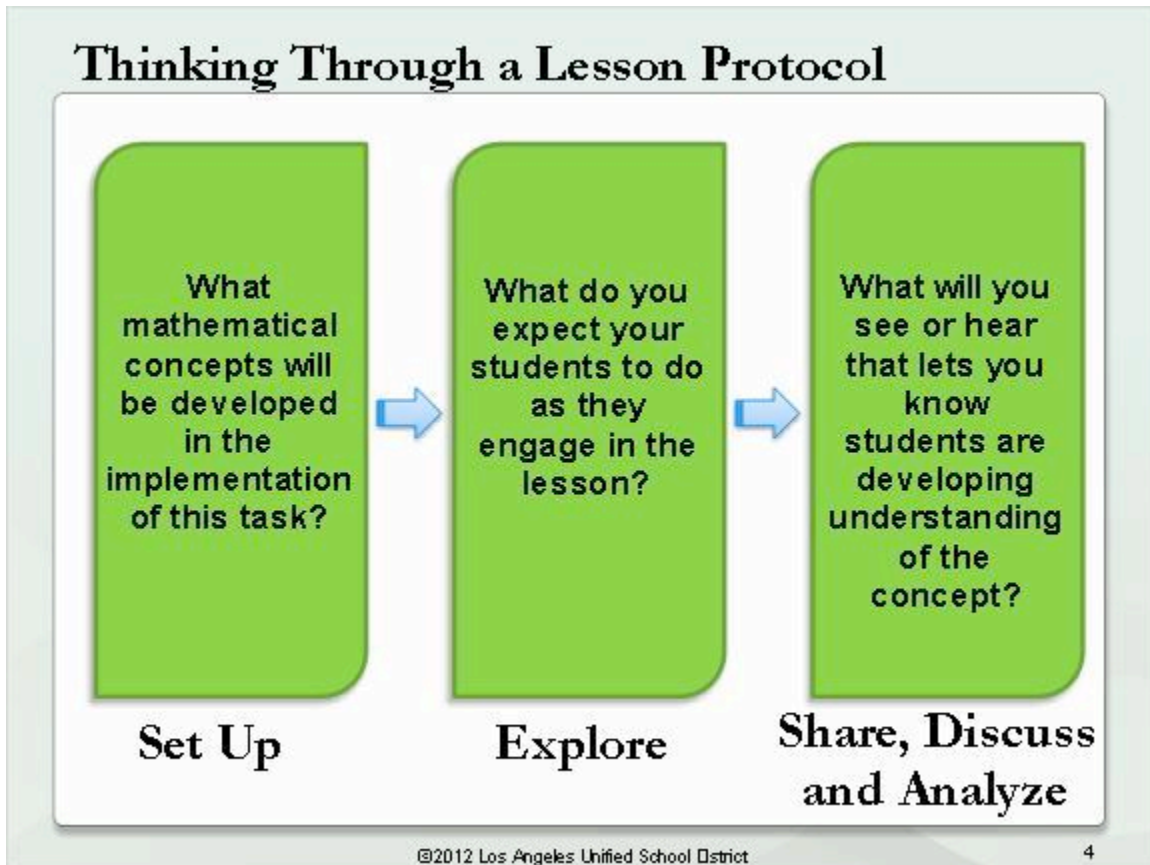 Thinking Through a Lesson Protocol
What
mathematical
concepts will
be developed
in the
implementation
of this task?
What do you
expect your
students to do
as they
engage in the
lesson?
What will you
see or hear
that lets you
know
students are
developing
understanding
of the
concept?
Set Up
Explore
Share, Discuss
and Analyze
©2012 Los Angeles Unified School District
4